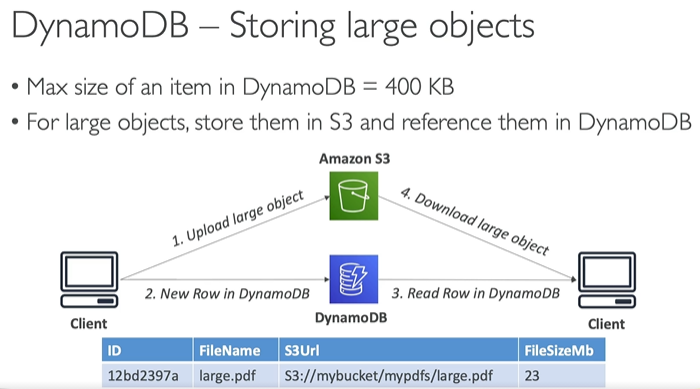 DynamoDB – Storing large objects
• Max size of an item in DynamoDB = 400 KB
• For large objects, store them in S3 and reference them in DynamoDB
Amazon S3
1. Upload large object
4. Download large object
2. New Row in DynamoDB
3. Read Row in DynamoDB
Client
DynamoDB
Client
ID FileName S3Url FileSizeMb
12bd2397a large.pdf S3://mybucket/mypdfs/large.pdf 23